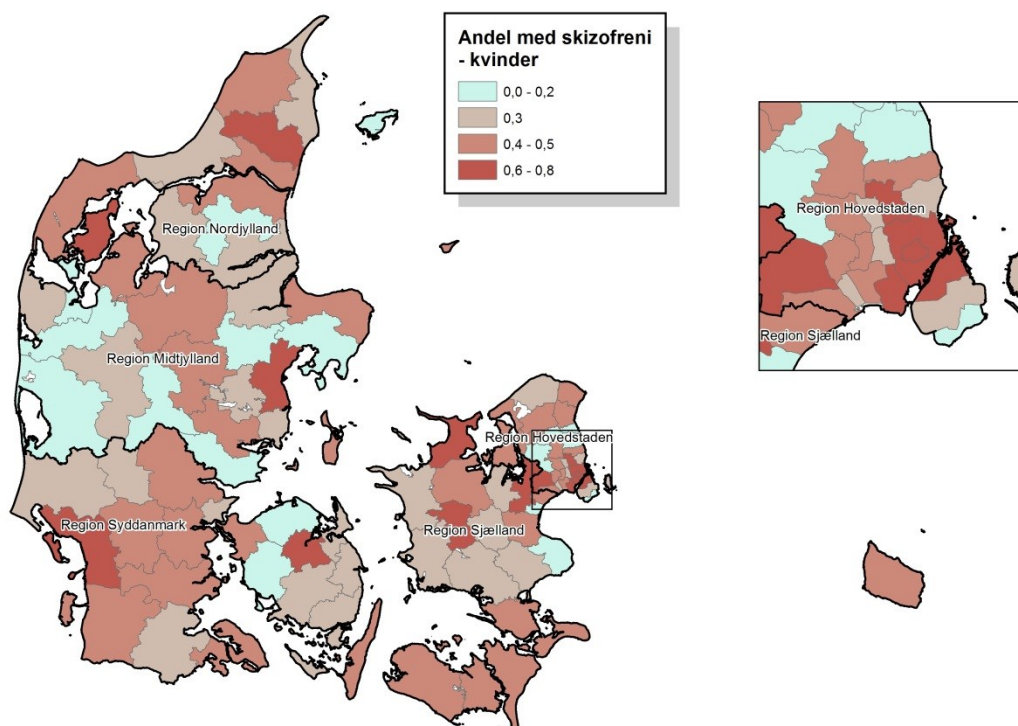 Andel med skizofreni
- kvinder
0,0 - 0,2
0,3
0,4 - 0,5
0,6 - 0,8
Region Nordjylland
Region Midtjylland
Region Syddanmark
Region Hovedstaden
Region Sjælland
Region Hovedstaden
Region Sjælland